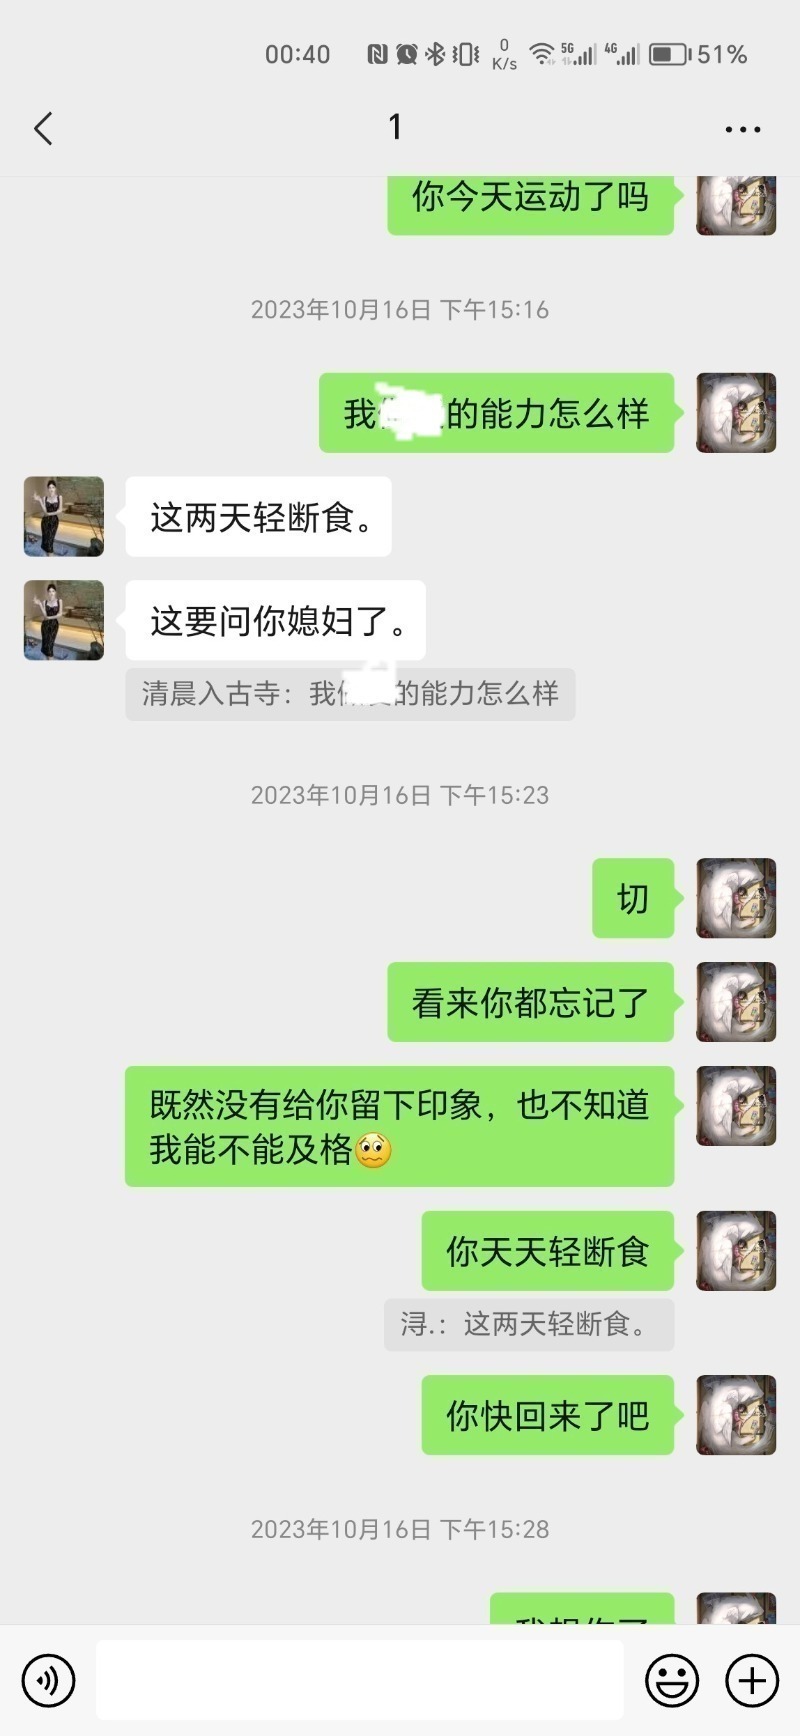 00:40
0
K/s
5G
4G
51%
1
你今天运动了吗
2023年10月16日 下午15:16
我 的能力怎么样
这两天轻断食。
这要问你媳妇了。
清晨入古寺：我 的能力怎么样
2023年10月16日 下午15:23
切
看来你都忘记了
既然没有给你留下印象，也不知道
我能不能及格
你天天轻断食
浔.：这两天轻断食。
你快回来了吧
2023年10月16日 下午15:28